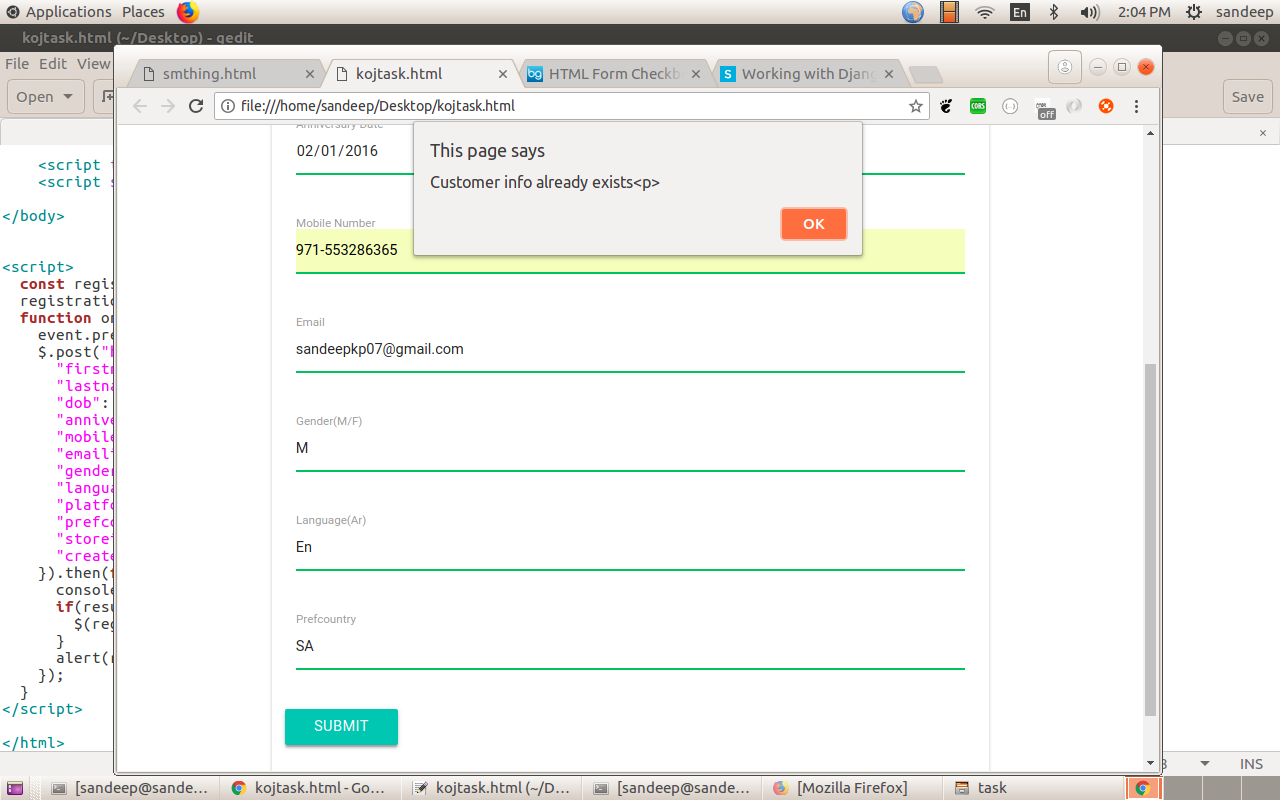 Applications Places En 2:04 PM sandeep
kojtask.html (~/Desktop) - gedit
File Edit View
Open Save
smthing.html kojtask.html HTML Form Checkb Working with Djang
file:///home/sandeep/Desktop/kojtask.html CORS off
Anniversary Date
02/01/2016
This page says
Customer info already exists<p>
OK
Mobile Number
971-553286365
Email
sandeepkp07@gmail.com
Gender(M/F)
M
Language(Ar)
En
Prefcountry
SA
SUBMIT
<script
<script s
</body>
<script>
const regis
registratio
function on
event.pre
$.post("
"firstn
"lastna
"dob":
"annive
"mobile
"emaili
"gender
"langua
"platfo
"prefco
"storef
"create
}).then(
console
if(resu
$(reg
}
alert(
});
}
</script>
</html>
INS
[sandeep@sande... kojtask.html - Go... kojtask.html (~/D... [sandeep@sande... [Mozilla Firefox] task